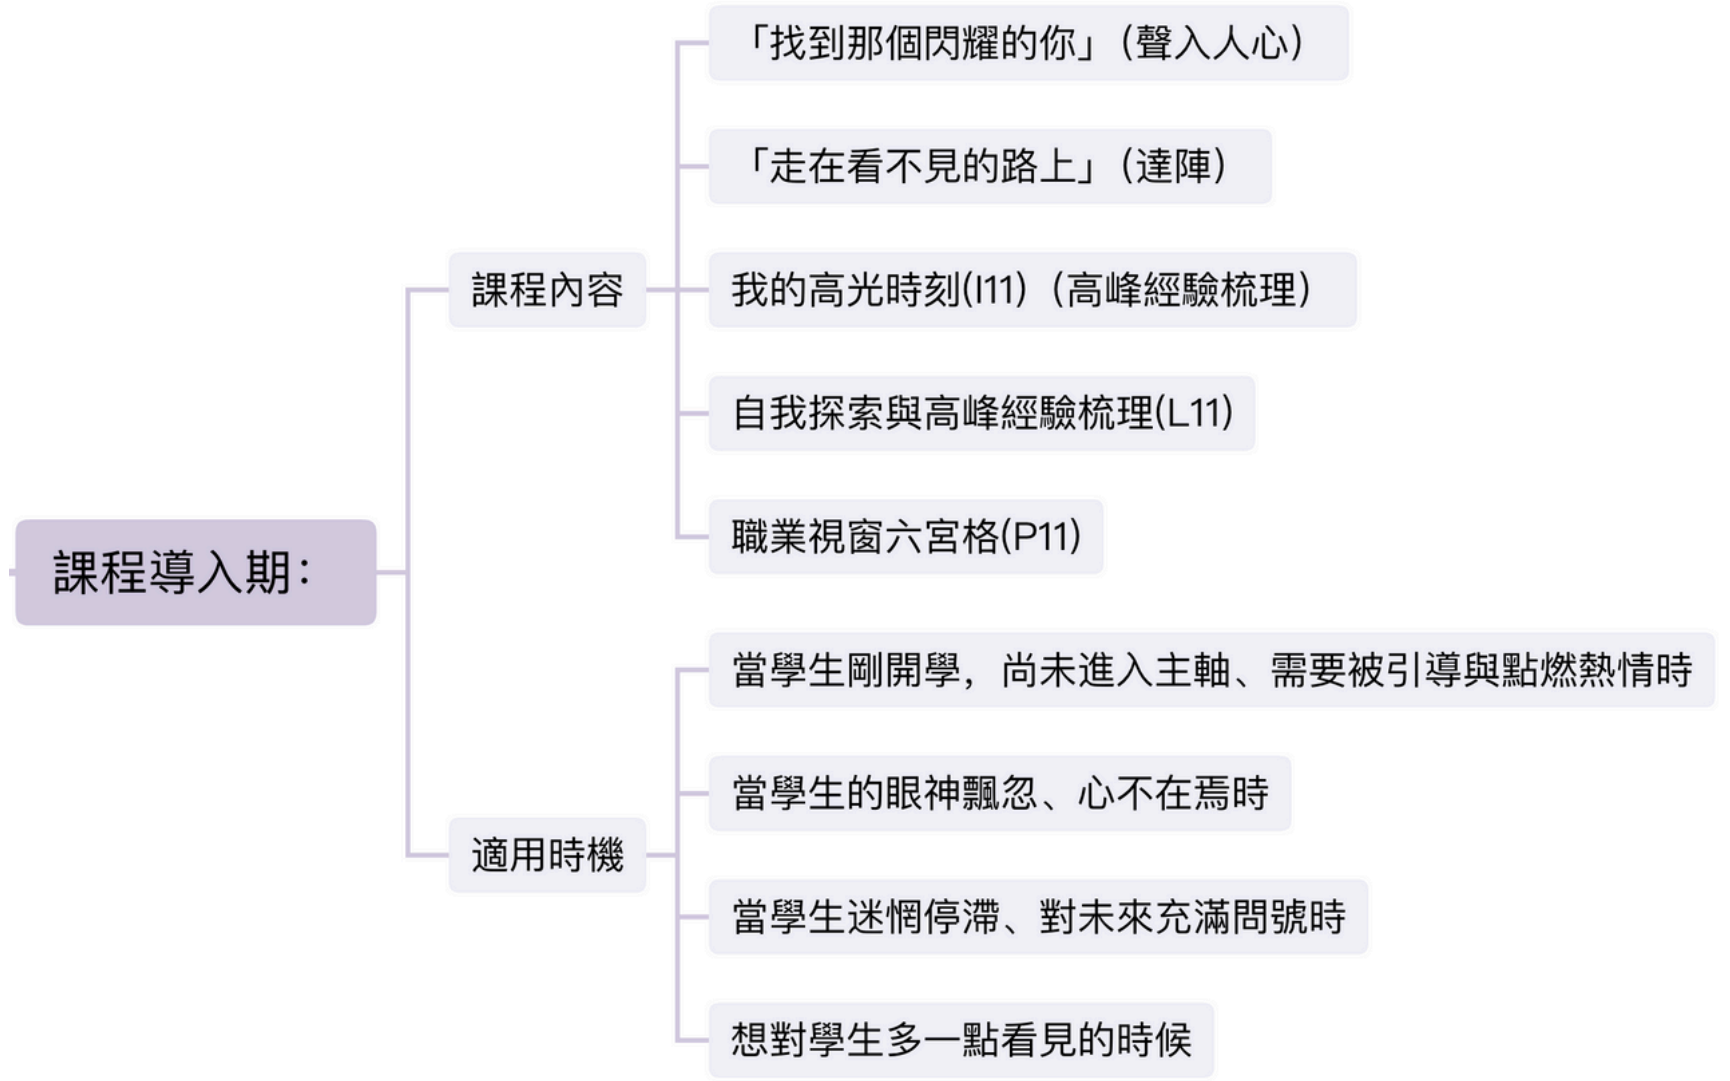 課程導入期：
課程內容
「找到那個閃耀的你」（聲入人心）
「走在看不見的路上」（達陣）
我的高光時刻(I11)（高峰經驗梳理）
自我探索與高峰經驗梳理(L11)
職業視窗六宮格(P11)
適用時機
當學生剛開學，尚未進入主軸、需要被引導與點燃熱情時
當學生的眼神飄忽、心不在焉時
當學生迷惘停滯、對未來充滿問號時
想對學生多一點看見的時候